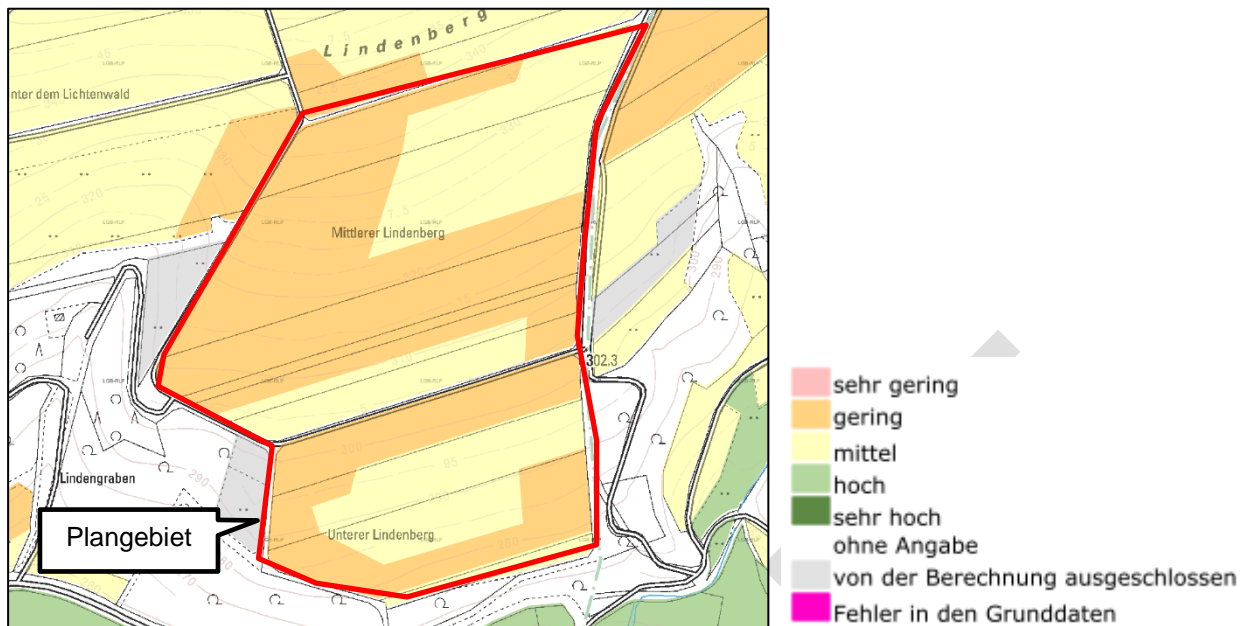 Lindenberg
nter dem Lichtenwald
Mittlerer Lindenberg
302.3
Lindengraben
Unterer Lindenberg
Plangebiet
sehr gering
gering
mittel
hoch
sehr hoch
ohne Angabe
von der Berechnung ausgeschlossen
Fehler in den Grunddaten